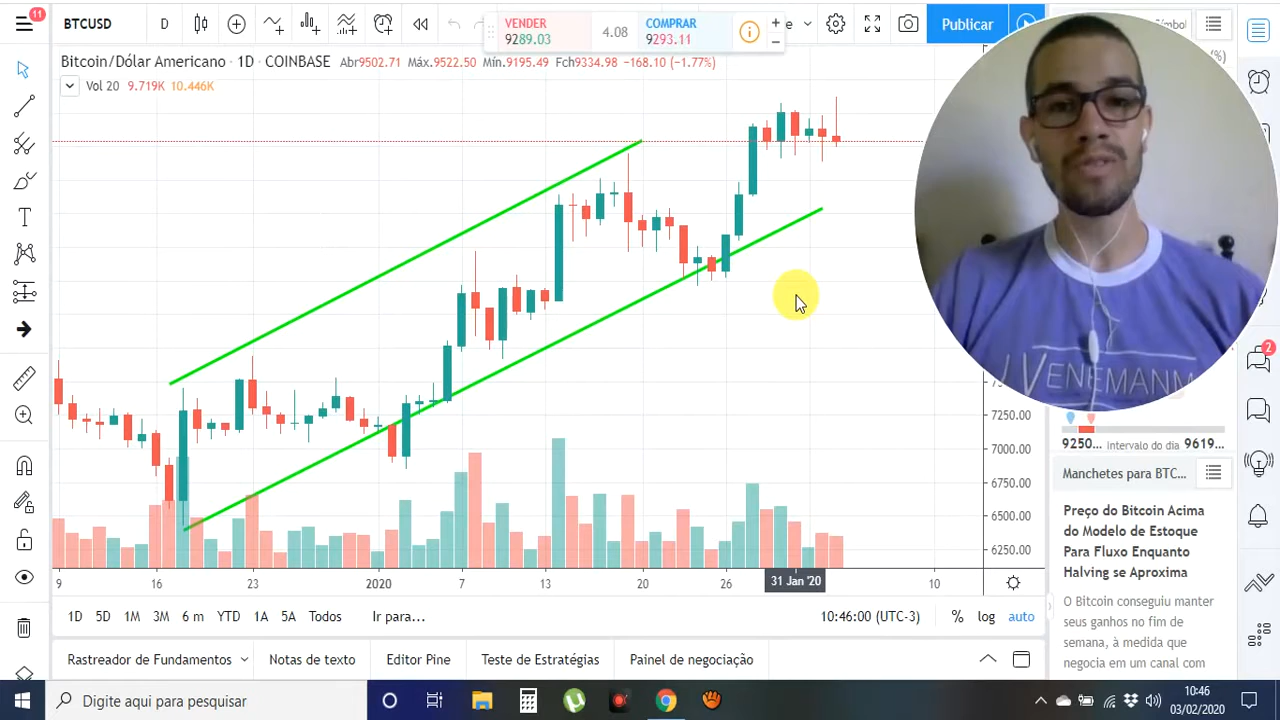 11
BTCUSD
D
VENDER
9289.03
4.08
COMPRAR
9293.11
e
Publicar
Bitcoin/Dólar Americano · 1D · COINBASE Abr9502.71 Máx.9522.50 Mín.9195.49 Fch9334.98 −168.10 (−1.77%)
Vol 20 9.719K 10.446K
VENEMANM
7250.00
7000.00
6750.00
6500.00
6250.00
9 16 23 2020 7 13 20 26 31 Jan '20 10
1D 5D 1M 3M 6 m YTD 1A 5A Todos Ir para...
10:46:00 (UTC-3) % log auto
2
9250... Intervalo do dia 9619...
Manchetes para BTC...
Preço do Bitcoin Acima
do Modelo de Estoque
Para Fluxo Enquanto
Halving se Aproxima
O Bitcoin conseguiu manter
seus ganhos no fim de
semana, à medida que
negocia em um canal com
Rastreador de Fundamentos Notas de texto Editor Pine Teste de Estratégias Painel de negociação
Digite aqui para pesquisar
10:46
03/02/2020